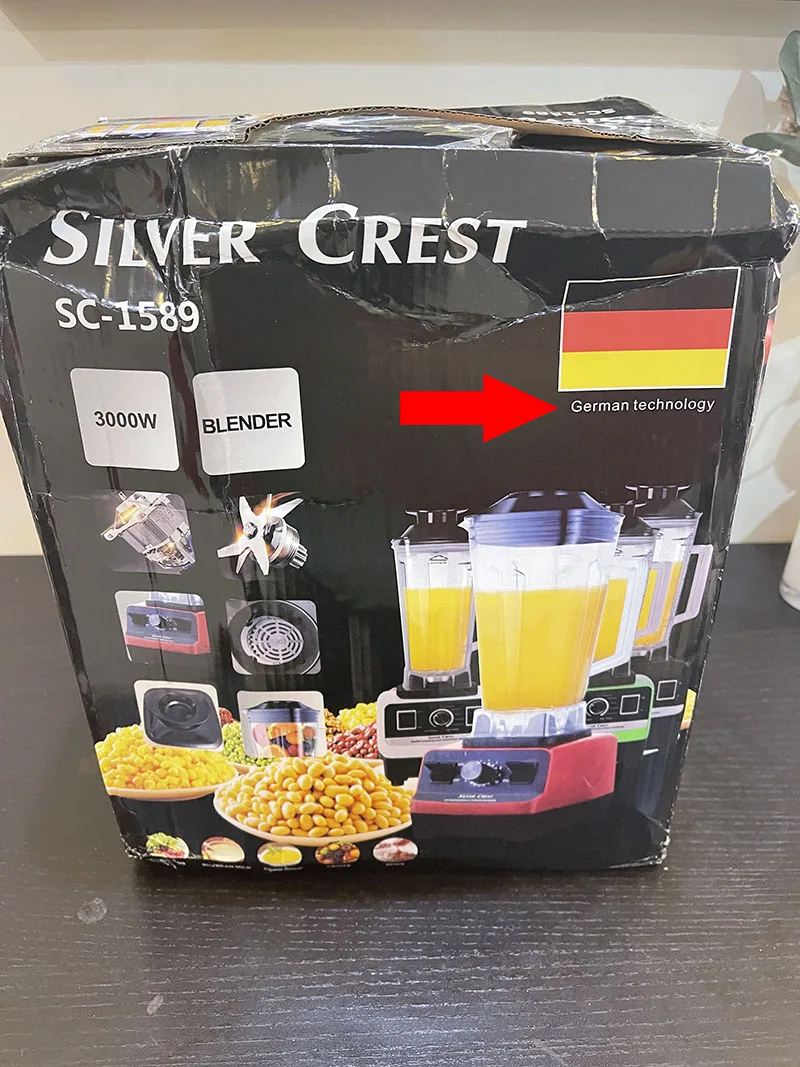 SILVER CREST
SC-1589
3000W
BLENDER
German technology